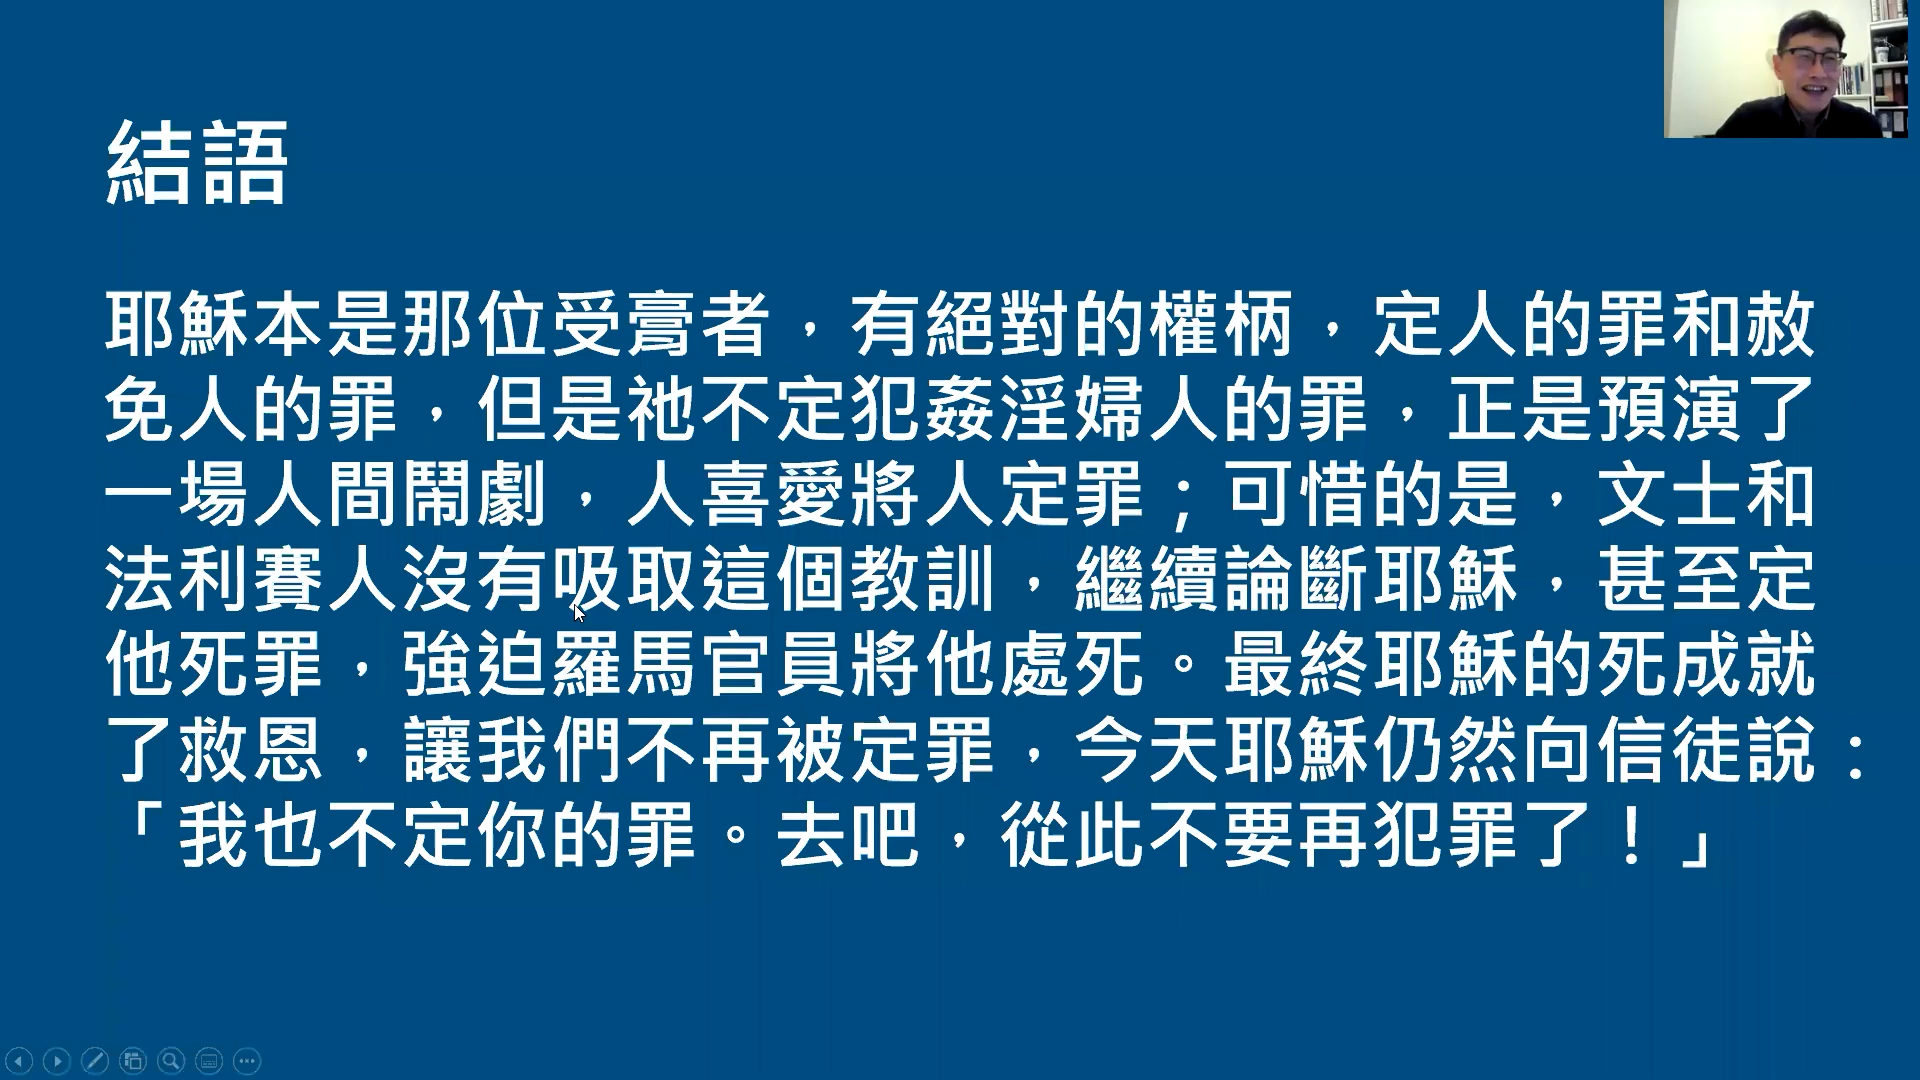 結語
耶穌本是那位受膏者，有絕對的權柄，定人的罪和赦
免人的罪，但是祂不定犯姦淫婦人的罪，正是預演了
一場人間鬧劇，人喜愛將人定罪；可惜的是，文士和
法利賽人沒有吸取這個教訓，繼續論斷耶穌，甚至定
他死罪，強迫羅馬官員將他處死。最終耶穌的死成就
了救恩，讓我們不再被定罪，今天耶穌仍然向信徒說：
「我也不定你的罪。去吧，從此不要再犯罪了！」